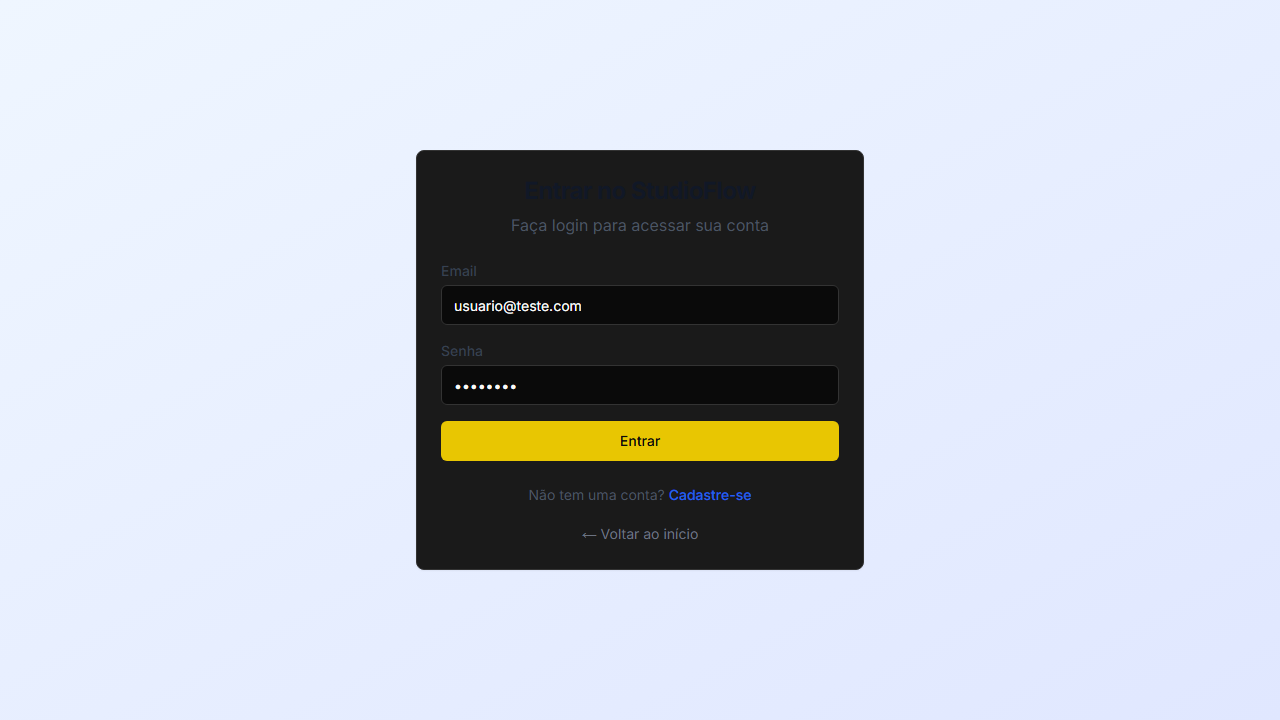 Entrar no StudioFlow
Faça login para acessar sua conta
Email
usuario@teste.com
Senha
••••••••
Entrar
Não tem uma conta? Cadastre-se
← Voltar ao início